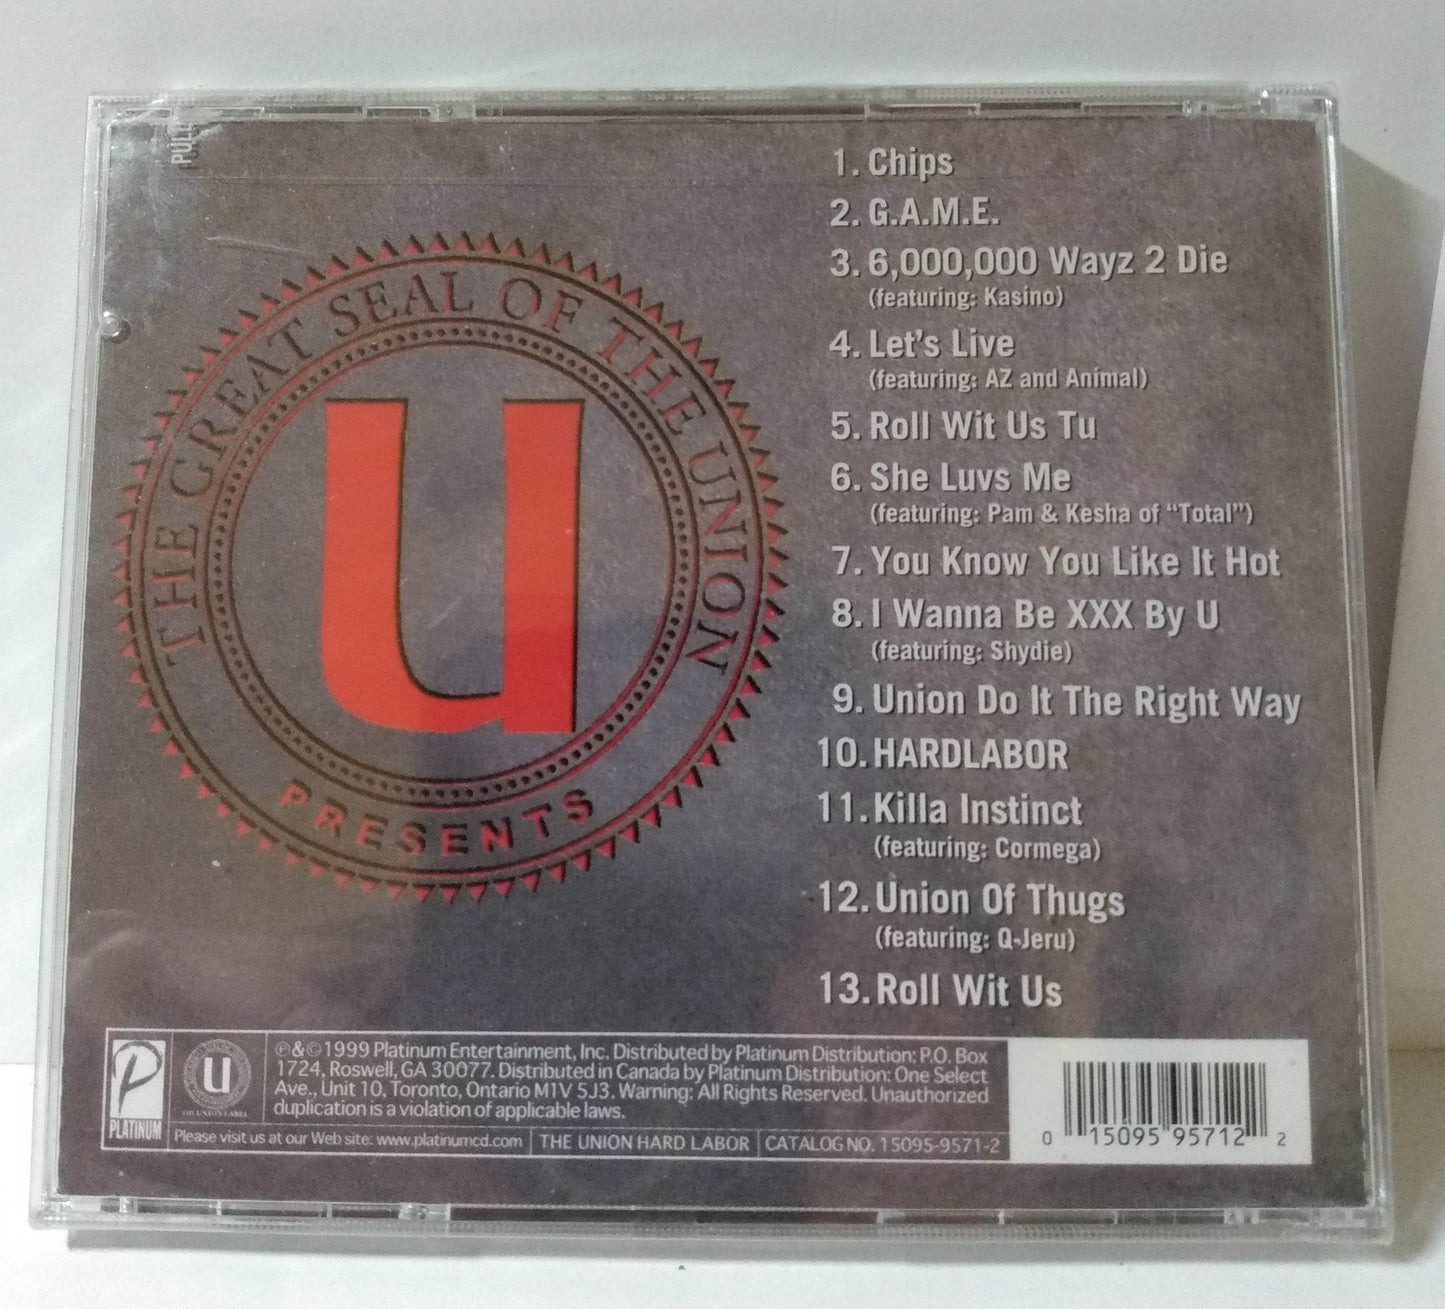 PULL
THE GREAT SEAL OF THE UNION
U
PRESENTS
1. Chips
2. G.A.M.E.
3. 6,000,000 Wayz 2 Die
(featuring: Kasino)
4. Let's Live
(featuring: AZ and Animal)
5. Roll Wit Us Tu
6. She Luvs Me
(featuring: Pam & Kesha of “Total”)
7. You Know You Like It Hot
8. I Wanna Be XXX By U
(featuring: Shydie)
9. Union Do It The Right Way
10. HARDLABOR
11. Killa Instinct
(featuring: Cormega)
12. Union Of Thugs
(featuring: Q-Jeru)
13. Roll Wit Us
P
PLATINUM
U
THE UNION LABEL
℗&©1999 Platinum Entertainment, Inc. Distributed by Platinum Distribution: P.O. Box
1724, Roswell, GA 30077. Distributed in Canada by Platinum Distribution: One Select
Ave., Unit 10, Toronto, Ontario M1V 5J3. Warning: All Rights Reserved. Unauthorized
duplication is a violation of applicable laws.
Please visit us at our Web site: www.platinumcd.com
THE UNION HARD LABOR
CATALOG NO. 15095-9571-2
0 15095 95712 2